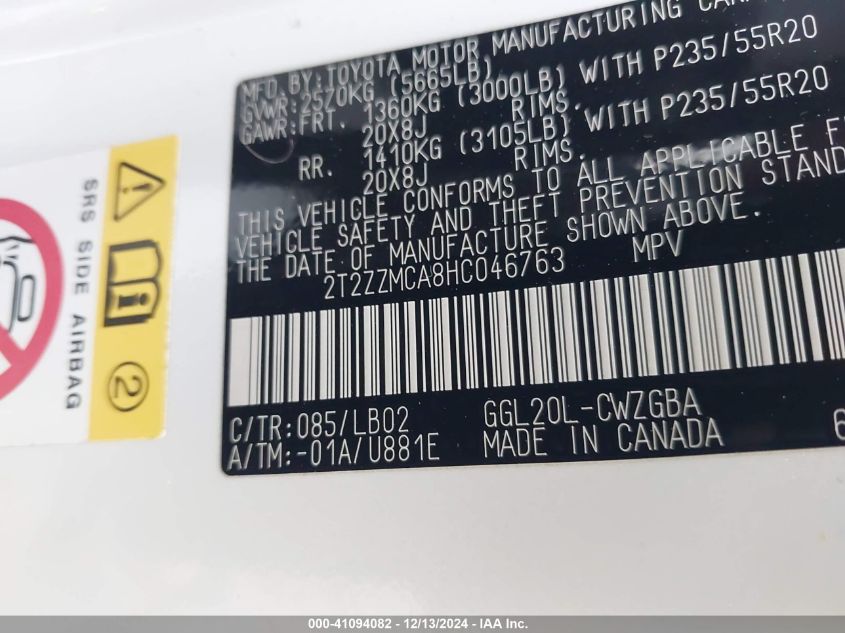 MFD.BY:TOYOTA MOTOR MANUFACTURING
GVWR:2570KG (5665LB)
GAWR:FRT. 1360KG (3000LB) WITH P235/55R20
20X8J RIMS.
RR. 1410KG (3105LB) WITH P235/55R20
20X8J RIMS.
THIS VEHICLE CONFORMS TO ALL APPLICABLE
VEHICLE SAFETY AND THEFT PREVENTION
THE DATE OF MANUFACTURE SHOWN ABOVE.
2T2ZZMCA8HC046763 MPV
C/TR:085/LB02 GGL20L-CWZGBA
A/TM:-01A/U881E MADE IN CANADA
SRS SIDE AIRBAG
2
000-41094082 - 12/13/2024 - IAA Inc.